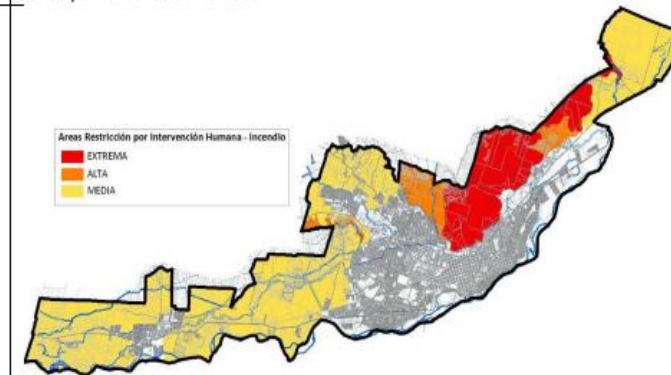 Areas Restricción por Intervención Humana - Incendio
EXTREMA
ALTA
MEDIA